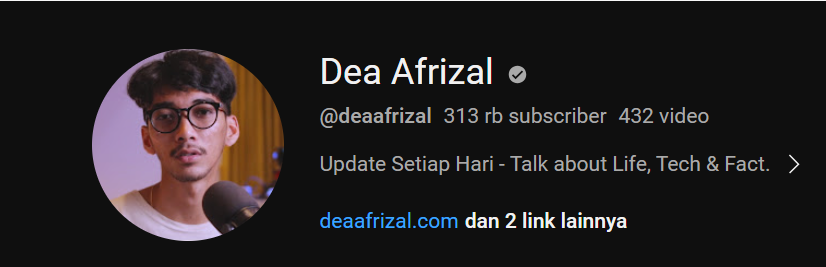 Dea Afrizal
@deaafrizal 313 rb subscriber 432 video
Update Setiap Hari - Talk about Life, Tech & Fact.
deaafrizal.com dan 2 link lainnya